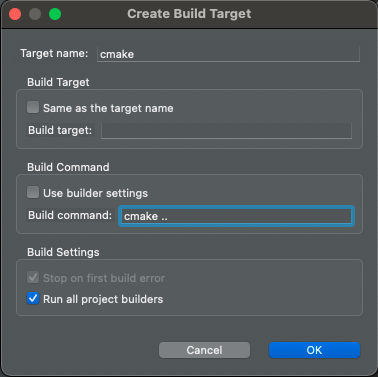 Create Build Target
Target name: cmake
Build Target
Same as the target name
Build target:
Build Command
Use builder settings
Build command: cmake ..
Build Settings
Stop on first build error
Run all project builders
Cancel OK